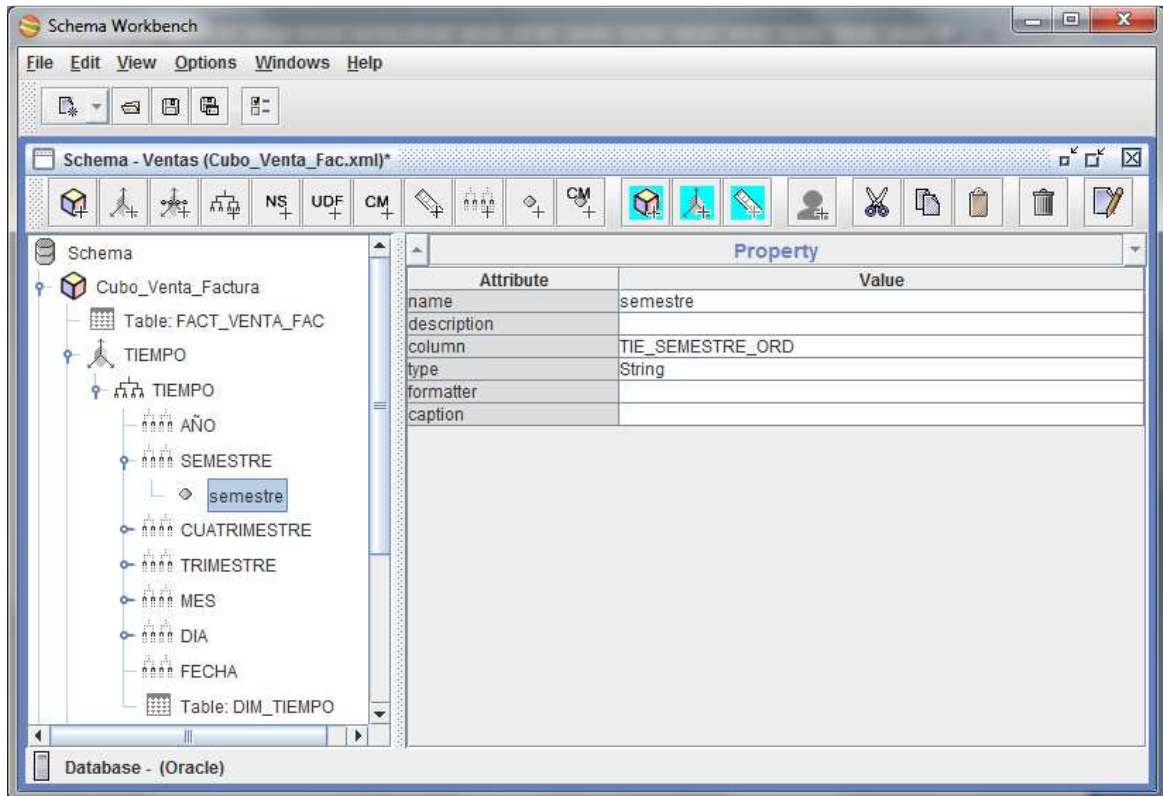 Schema Workbench
File Edit View Options Windows Help
Schema - Ventas (Cubo_Venta_Fac.xml)*
NS UDF CM CM
Schema
Cubo_Venta_Factura
Table: FACT_VENTA_FAC
TIEMPO
TIEMPO
AÑO
SEMESTRE
semestre
CUATRIMESTRE
TRIMESTRE
MES
DIA
FECHA
Table: DIM_TIEMPO
Property
Attribute Value
name semestre
description
column TIE_SEMESTRE_ORD
type String
formatter
caption
Database - (Oracle)